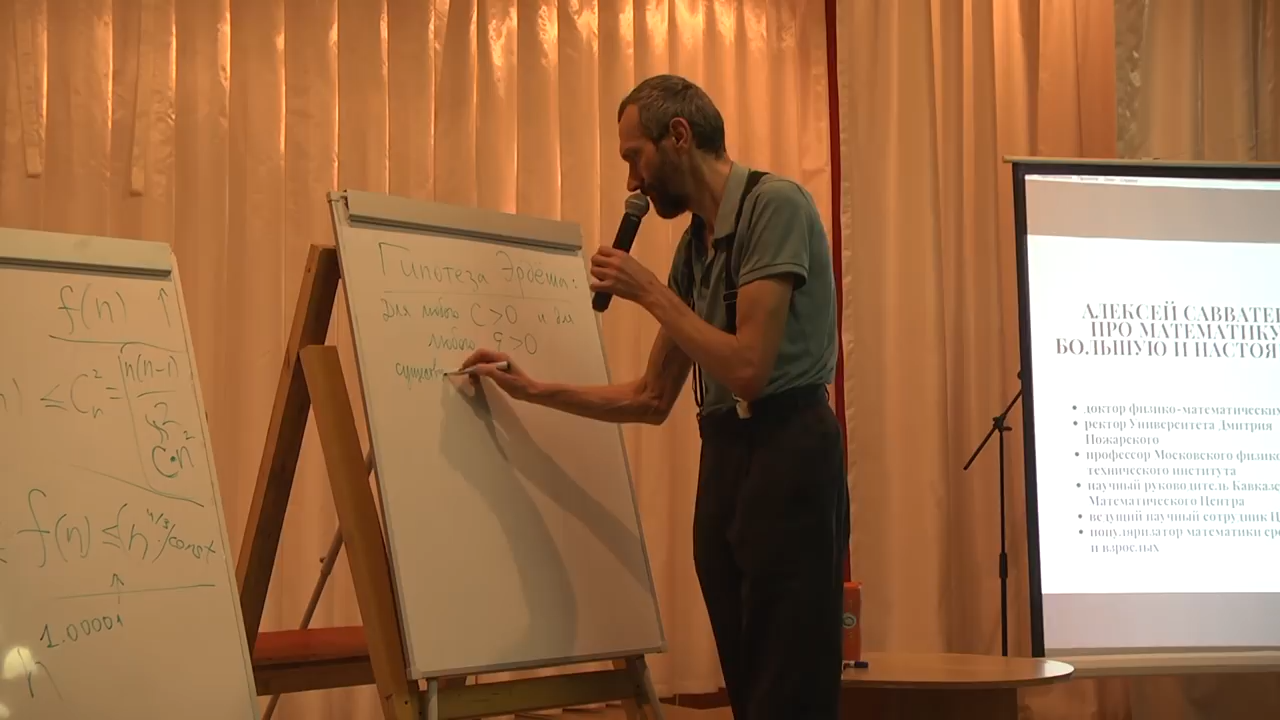 f(n) ↑
≤ C²ₙ = n(n-1)
2
C·n²
f(n) ≤ (n^4/3 · const
↑
1.00001
n
Гипотеза Эрдёша:
Для любого C>0 и для
любого q>0
существ
АЛЕКСЕЙ САВВАТЕ
ПРО МАТЕМАТИКУ
БОЛЬШУЮ И НАСТОЯ
• доктор физико-математических
• ректор Университета Дмитрия
Пожарского
• профессор Московского физико
технического института
• научный руководитель Кавказ
Математического Центра
• ведущий научный сотрудник Ц
• популяризатор математики ср
и взрослых